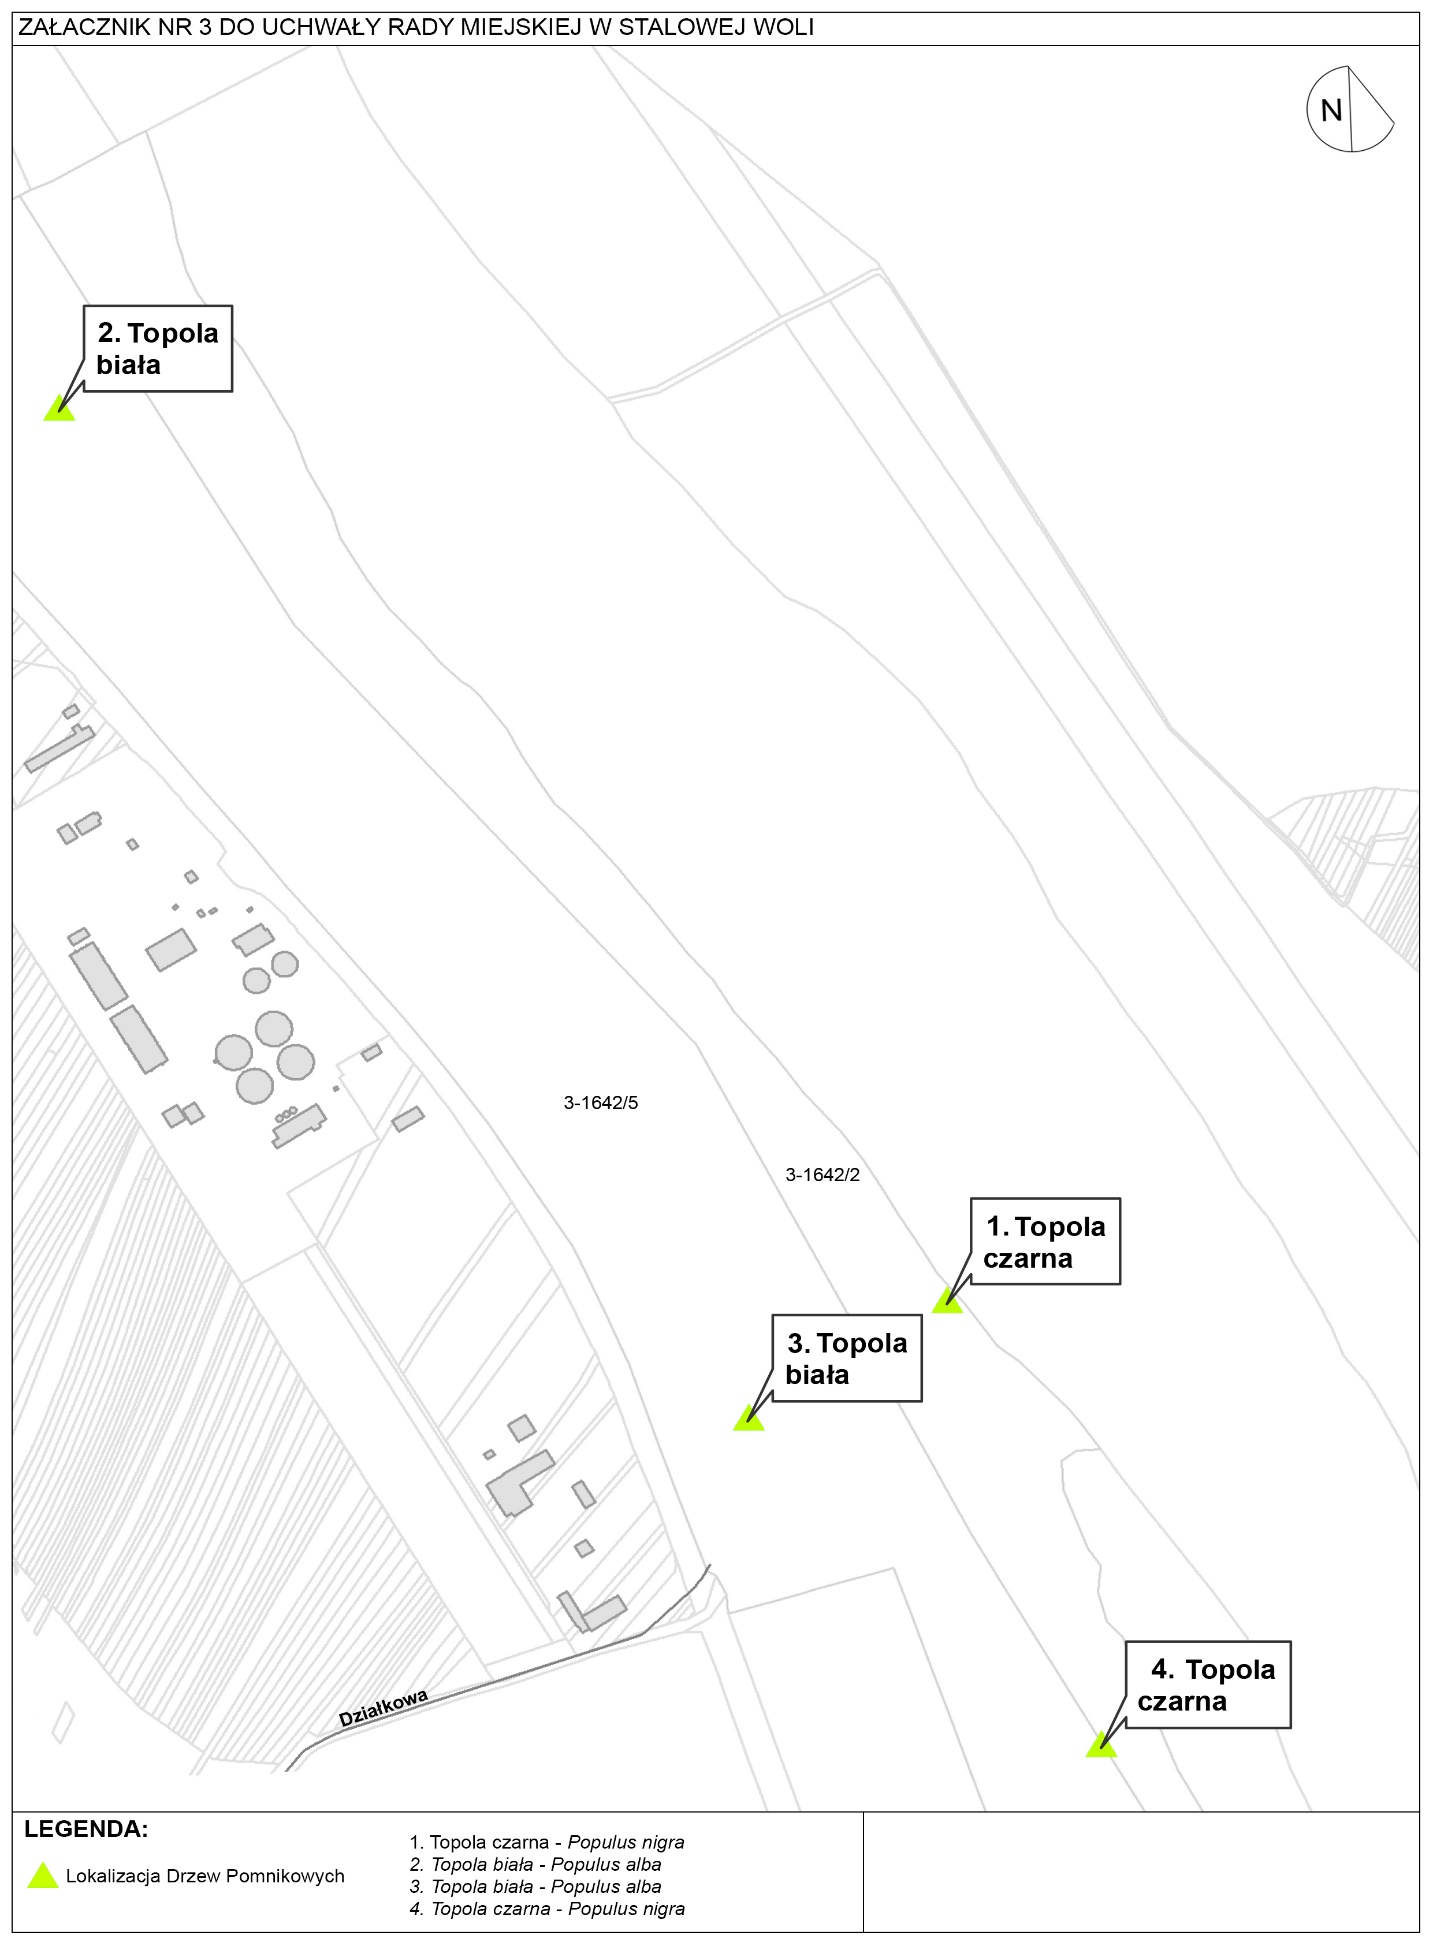 ZAŁACZNIK NR 3 DO UCHWAŁY RADY MIEJSKIEJ W STALOWEJ WOLI
N
2. Topola
biała
3-1642/5
3-1642/2
1. Topola
czarna
3. Topola
biała
4. Topola
czarna
Działkowa
LEGENDA:
Lokalizacja Drzew Pomnikowych
1. Topola czarna - Populus nigra
2. Topola biała - Populus alba
3. Topola biała - Populus alba
4. Topola czarna - Populus nigra